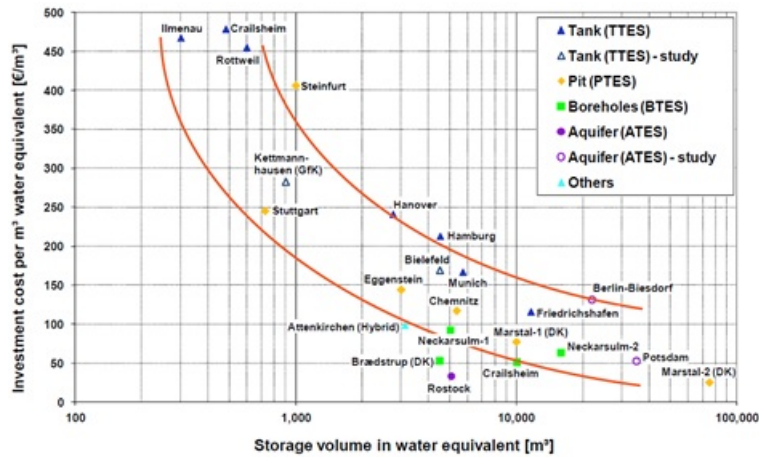 Investment cost per m³ water equivalent [€/m³]
500
450
400
350
300
250
200
150
100
50
0
100
1,000
10,000
100,000
Storage volume in water equivalent [m³]
Ilmenau
Crailsheim
Rottweil
Steinfurt
Kettmann-
hausen (GfK)
Stuttgart
Hanover
Hamburg
Bielefeld
Munich
Eggenstein
Chemnitz
Berlin-Biesdorf
Friedrichshafen
Attenkirchen (Hybrid)
Neckarsulm-1
Marstal-1 (DK)
Neckarsulm-2
Brædstrup (DK)
Crailsheim
Potsdam
Rostock
Marstal-2 (DK)
Tank (TTES)
Tank (TTES) - study
Pit (PTES)
Boreholes (BTES)
Aquifer (ATES)
Aquifer (ATES) - study
Others